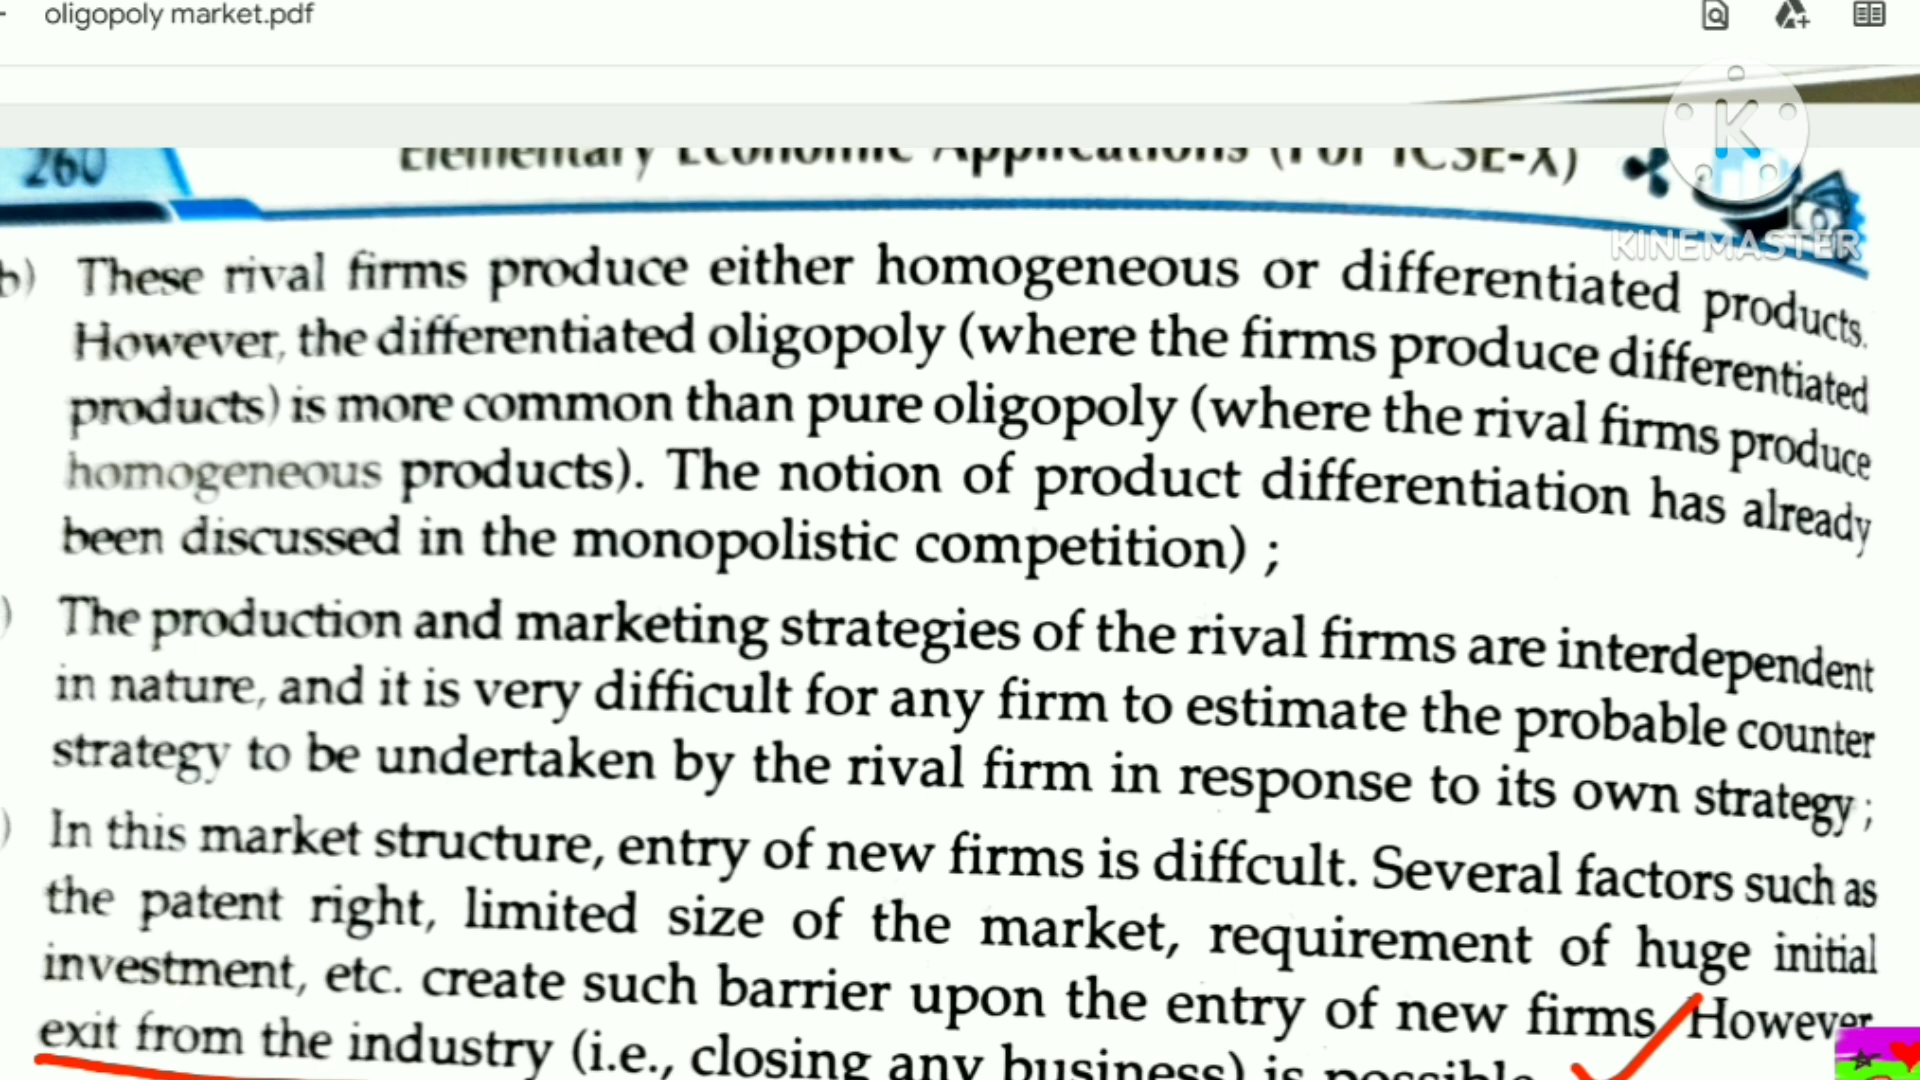 oligopoly market.pdf
260
Elementary Economic Applications (For ICSE-X)
KINEMASTER
b) These rival firms produce either homogeneous or differentiated products.
However, the differentiated oligopoly (where the firms produce differentiated
products) is more common than pure oligopoly (where the rival firms produce
homogeneous products). The notion of product differentiation has already
been discussed in the monopolistic competition) ;
) The production and marketing strategies of the rival firms are interdependent
in nature, and it is very difficult for any firm to estimate the probable counter
strategy to be undertaken by the rival firm in response to its own strategy ;
) In this market structure, entry of new firms is diffcult. Several factors such as
the patent right, limited size of the market, requirement of huge initial
investment, etc. create such barrier upon the entry of new firms. However
exit from the industry (i.e., closing any business) is possible